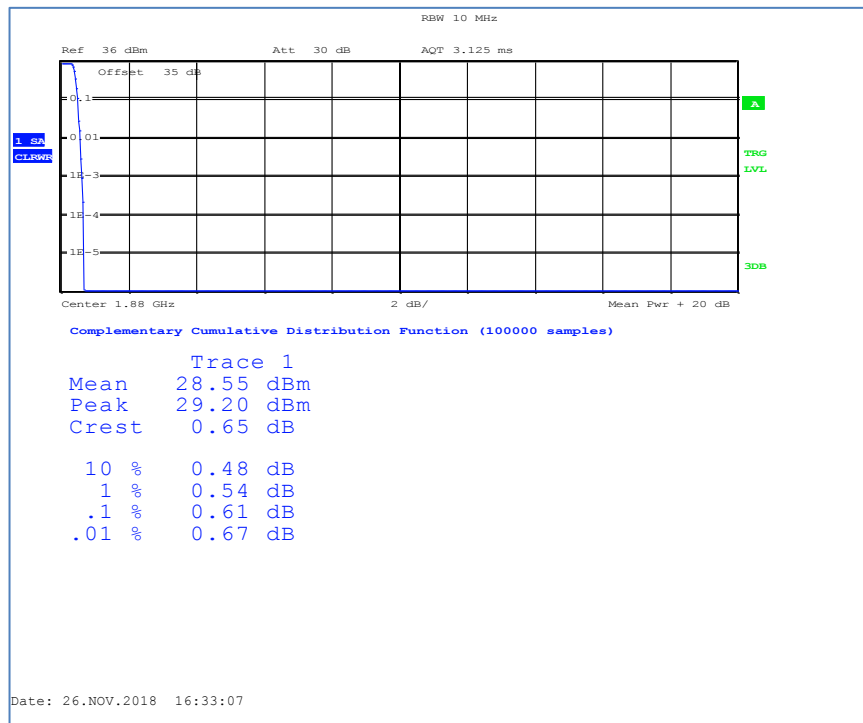 RBW 10 MHz
Ref 36 dBm Att 30 dB AQT 3.125 ms
Offset 35 dB
0.1
A
0.01
1 SA
CLRWR
TRG
LVL
1E-3
1E-4
1E-5
3DB
Center 1.88 GHz 2 dB/ Mean Pwr + 20 dB
Complementary Cumulative Distribution Function (100000 samples)
Trace 1
Mean 28.55 dBm
Peak 29.20 dBm
Crest 0.65 dB
10 % 0.48 dB
1 % 0.54 dB
.1 % 0.61 dB
.01 % 0.67 dB
Date: 26.NOV.2018 16:33:07